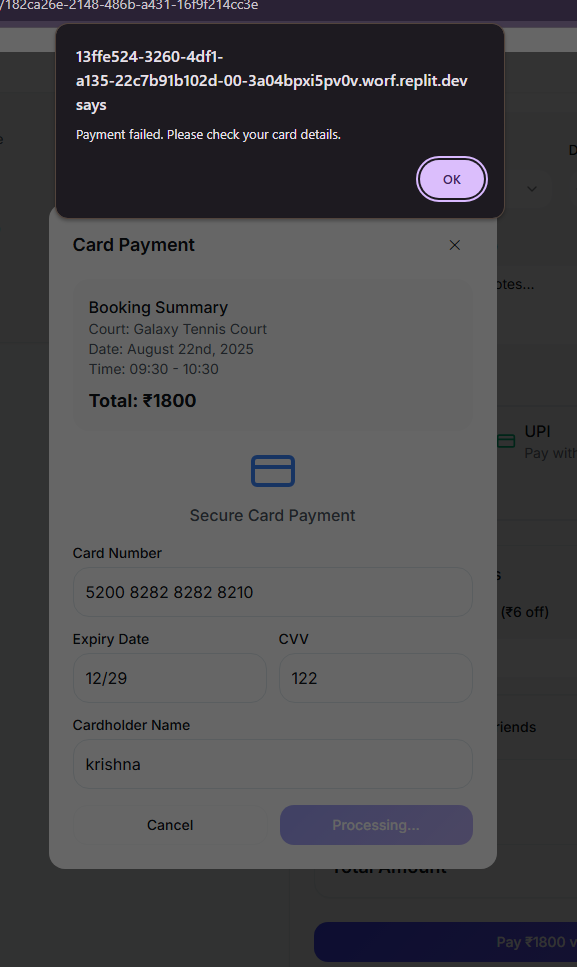 /182ca26e-2148-486b-a431-16f9f214cc3e
13ffe524-3260-4df1-
a135-22c7b91b102d-00-3a04bpxi5pv0v.worf.replit.dev
says
Payment failed. Please check your card details.
OK
Card Payment
Booking Summary
Court: Galaxy Tennis Court
Date: August 22nd, 2025
Time: 09:30 - 10:30
Total: ₹1800
Secure Card Payment
Card Number
5200 8282 8282 8210
Expiry Date
CVV
12/29
122
Cardholder Name
krishna
Cancel
Processing...
D
otes...
UPI
Pay with
s
(₹6 off)
riends
Total Amount
Pay ₹1800 v